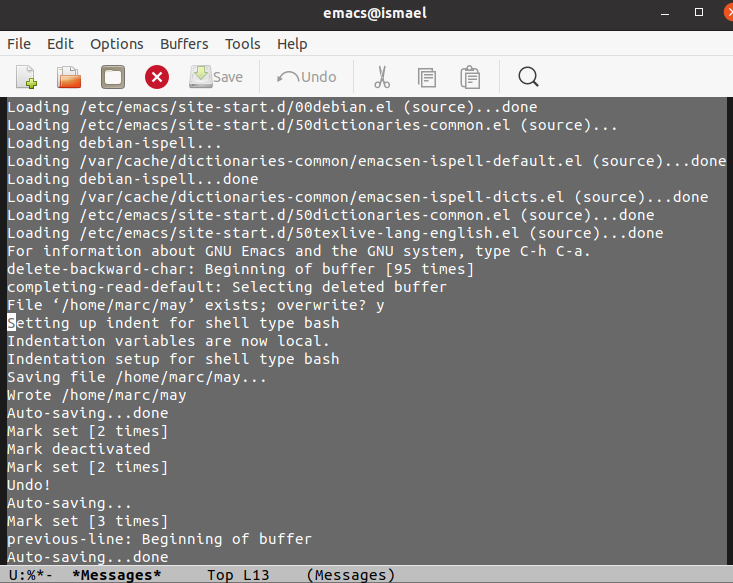 emacs@ismael
File Edit Options Buffers Tools Help
Save Undo
Loading /etc/emacs/site-start.d/00debian.el (source)...done
Loading /etc/emacs/site-start.d/50dictionaries-common.el (source)...
Loading debian-ispell...
Loading /var/cache/dictionaries-common/emacsen-ispell-default.el (source)...done
Loading debian-ispell...done
Loading /var/cache/dictionaries-common/emacsen-ispell-dicts.el (source)...done
Loading /etc/emacs/site-start.d/50dictionaries-common.el (source)...done
Loading /etc/emacs/site-start.d/50texlive-lang-english.el (source)...done
For information about GNU Emacs and the GNU system, type C-h C-a.
delete-backward-char: Beginning of buffer [95 times]
completing-read-default: Selecting deleted buffer
File ‘/home/marc/may’ exists; overwrite? y
Setting up indent for shell type bash
Indentation variables are now local.
Indentation setup for shell type bash
Saving file /home/marc/may...
Wrote /home/marc/may
Auto-saving...done
Mark set [2 times]
Mark deactivated
Mark set [2 times]
Undo!
Auto-saving...
Mark set [3 times]
previous-line: Beginning of buffer
Auto-saving...done
U:%*- *Messages* Top L13 (Messages)